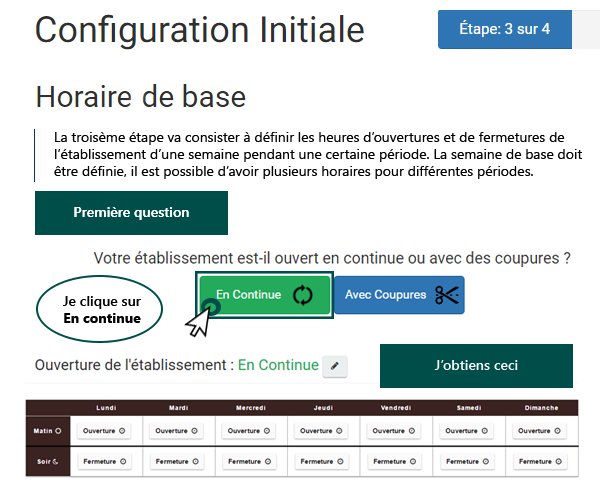 Configuration Initiale
Étape: 3 sur 4
Horaire de base
La troisème étape va consister à définir les heures d'ouvertures et de fermetures de
l'établissement d'une semaine pendant une certaine période. La semaine de base doit
être définie, il est possible d'avoir plusieurs horaires pour différentes périodes.
Première question
Votre établissement est-il ouvert en continue ou avec des coupures ?
Je clique sur
En continue
En Continue
Avec Coupures
Ouverture de l'établissement : En Continue
J'obtiens ceci
Lundi Mardi Mercredi Jeudi Vendredi Samedi Dimanche
Matin Ouverture Ouverture Ouverture Ouverture Ouverture Ouverture Ouverture
Soir Fermeture Fermeture Fermeture Fermeture Fermeture Fermeture Fermeture